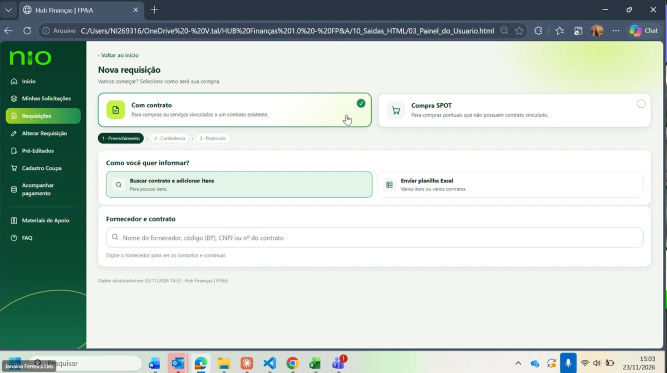 Hub Finanças | FP&A
Arquivo
C:/Users/NI269316/OneDrive%20-%20V.tal/HUB%20Finanças%201.0%20-%20FP&A/10_Saidas_HTML/03_Painel_do_Usuario.html
Chat
nio
Início
Minhas Solicitações
Requisições
Alterar Requisição
Pré-Editados
Cadastro Coupa
Acompanhar pagamento
Materiais de Apoio
FAQ
‹ Voltar ao início
Nova requisição
Vamos começar? Selecione como será sua compra.
Com contrato
Para compras ou serviços vinculados a um contrato existente.
Compra SPOT
Para compras pontuais que não possuem contrato vinculado.
1 · Preenchimento
2 · Conferência
3 · Protocolo
Como você quer informar?
Buscar contrato e adicionar itens
Para poucos itens.
Enviar planilha Excel
Vários itens ou vários contratos.
Fornecedor e contrato
Nome do fornecedor, código (BP), CNPJ ou nº do contrato
Digite o fornecedor para ver os contratos e continuar.
Dados atualizados em 23/11/2026
Hub Finanças | FP&A
Pesquisar
Janaina Ferreira Lins
1
15:03
23/11/2026